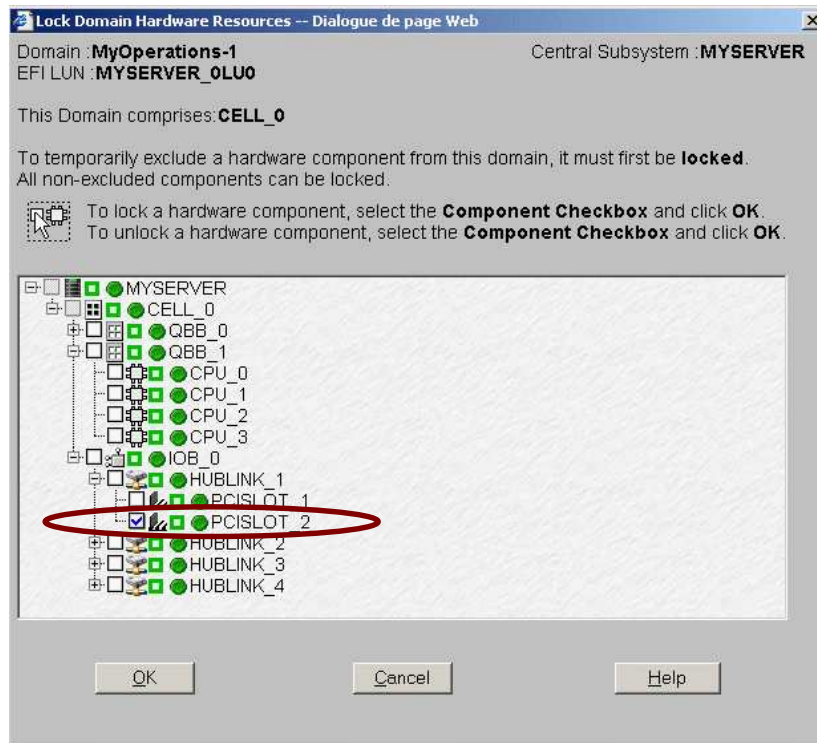 Lock Domain Hardware Resources -- Dialogue de page Web
Domain :MyOperations-1 Central Subsystem :MYSERVER
EFI LUN :MYSERVER_0LU0
This Domain comprises:CELL_0
To temporarily exclude a hardware component from this domain, it must first be locked.
All non-excluded components can be locked.
To lock a hardware component, select the Component Checkbox and click OK.
To unlock a hardware component, select the Component Checkbox and click OK.
MYSERVER
CELL_0
QBB_0
QBB_1
CPU_0
CPU_1
CPU_2
CPU_3
IOB_0
HUBLINK_1
PCISLOT_1
PCISLOT_2
HUBLINK_2
HUBLINK_3
HUBLINK_4
OK Cancel Help